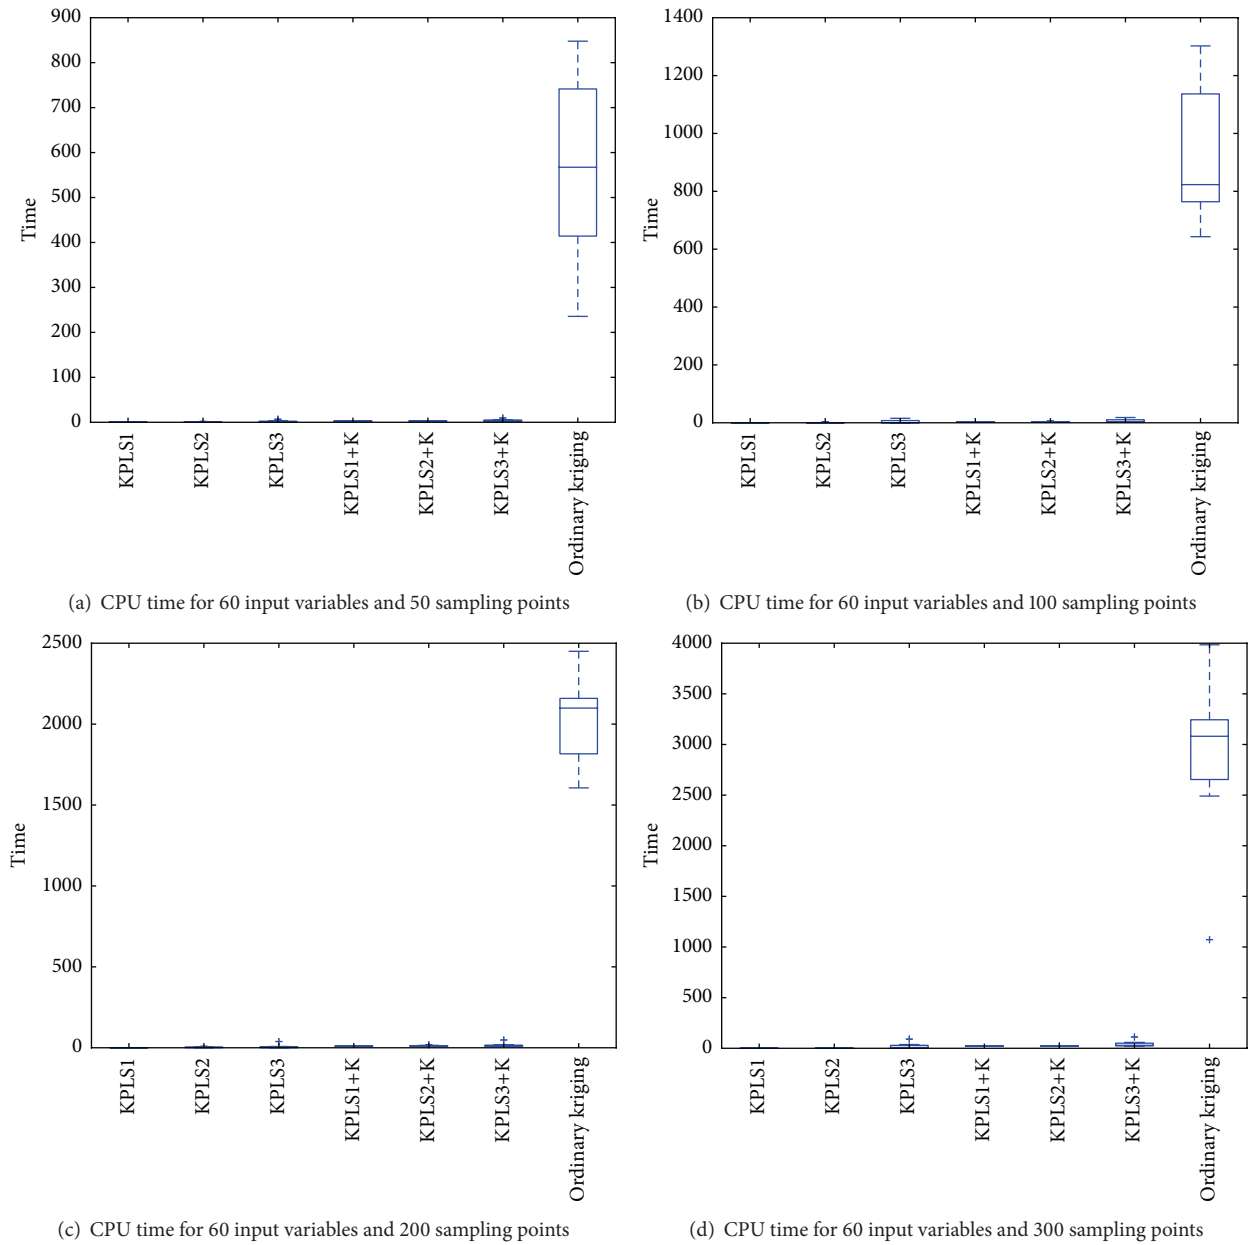 900
800
700
600
500
400
300
200
100
0
Time
KPLS1
KPLS2
KPLS3
KPLS1+K
KPLS2+K
KPLS3+K
Ordinary kriging
(a) CPU time for 60 input variables and 50 sampling points
1400
1200
1000
800
600
400
200
0
Time
KPLS1
KPLS2
KPLS3
KPLS1+K
KPLS2+K
KPLS3+K
Ordinary kriging
(b) CPU time for 60 input variables and 100 sampling points
2500
2000
1500
1000
500
0
Time
KPLS1
KPLS2
KPLS3
KPLS1+K
KPLS2+K
KPLS3+K
Ordinary kriging
(c) CPU time for 60 input variables and 200 sampling points
4000
3500
3000
2500
2000
1500
1000
500
0
Time
KPLS1
KPLS2
KPLS3
KPLS1+K
KPLS2+K
KPLS3+K
Ordinary kriging
(d) CPU time for 60 input variables and 300 sampling points